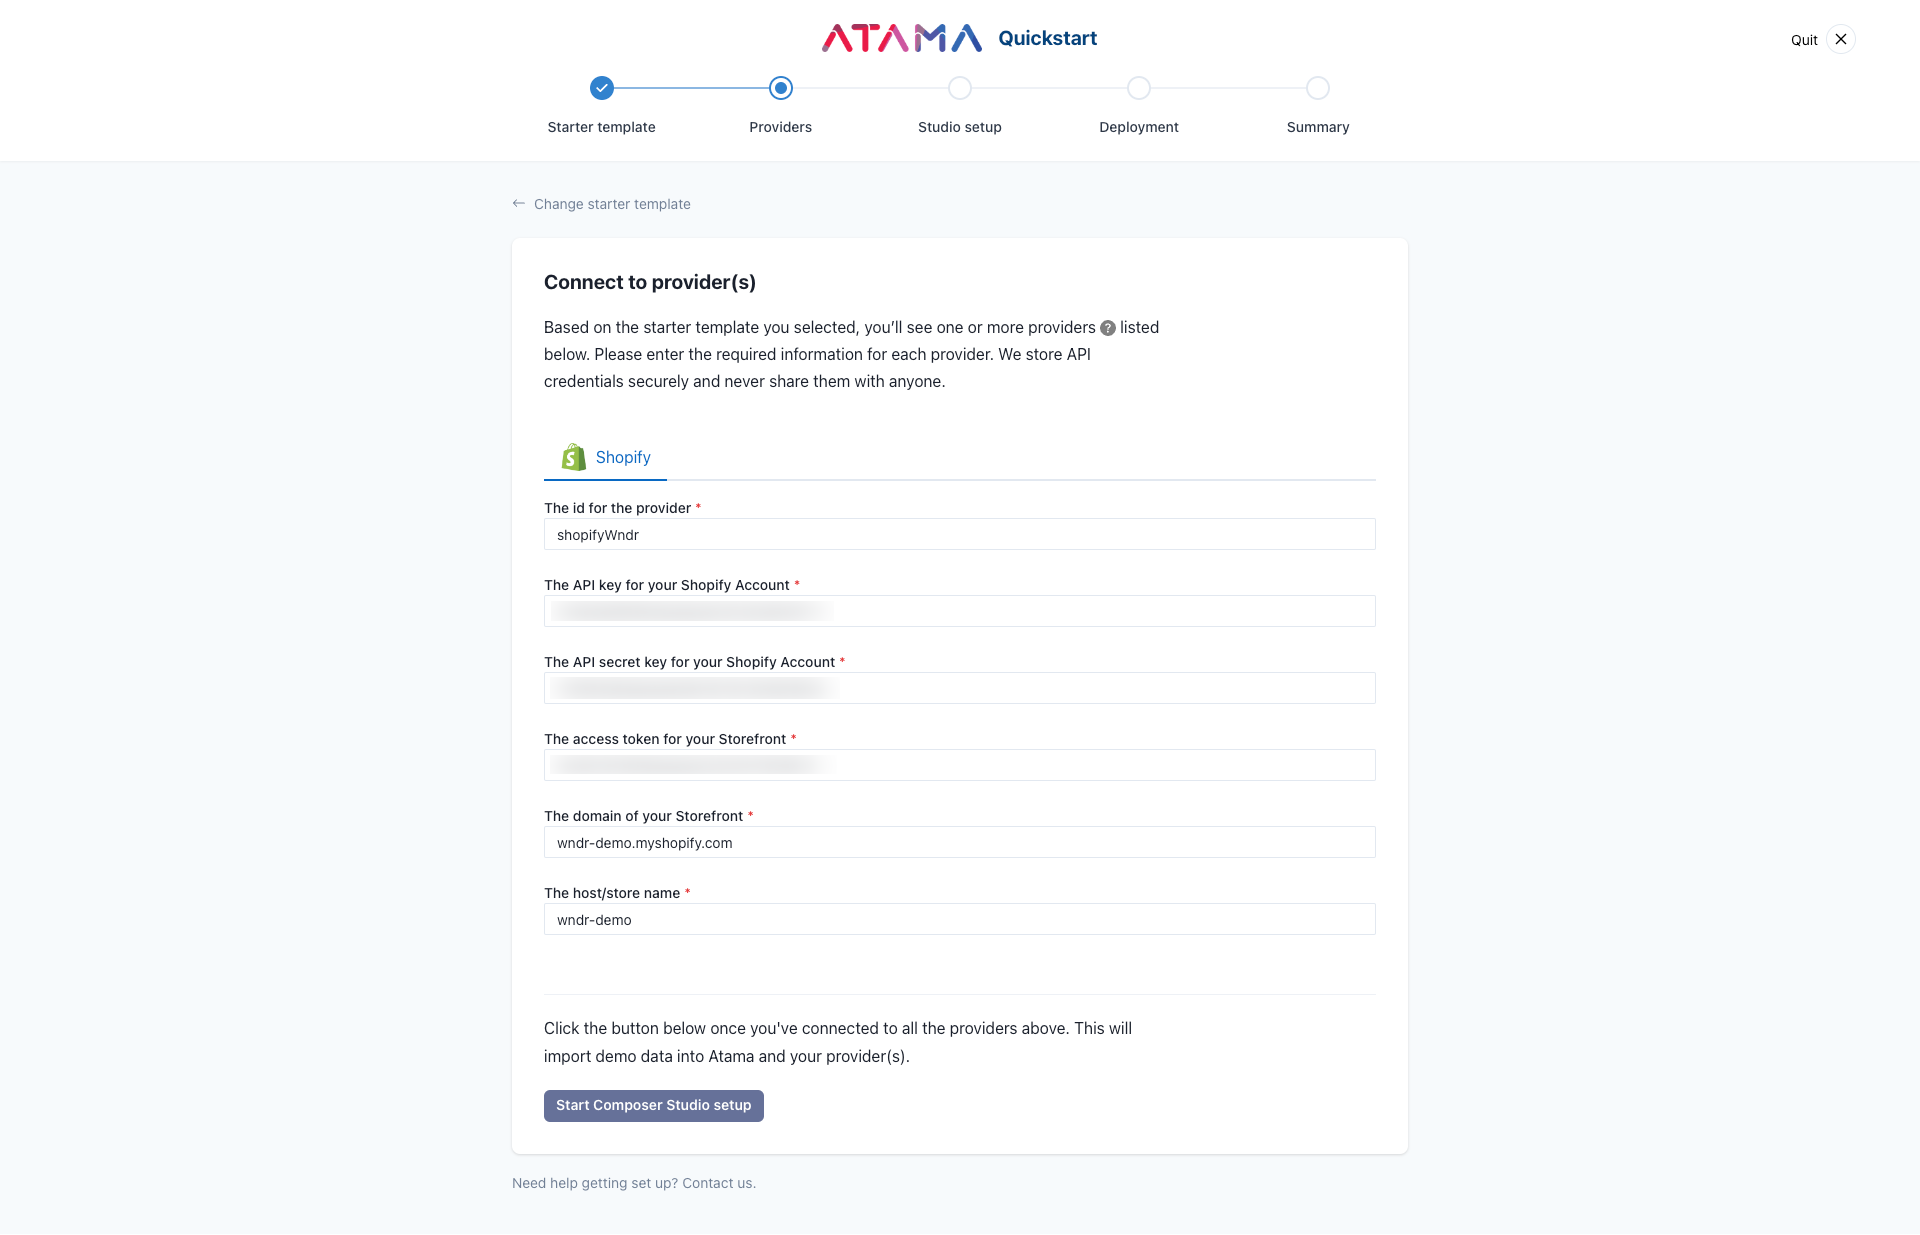 ATAMA Quickstart
Quit
Starter template
Providers
Studio setup
Deployment
Summary
Change starter template
Connect to provider(s)
Based on the starter template you selected, you’ll see one or more providers ? listed
below. Please enter the required information for each provider. We store API
credentials securely and never share them with anyone.
Shopify
The id for the provider *
shopifyWndr
The API key for your Shopify Account *
The API secret key for your Shopify Account *
The access token for your Storefront *
The domain of your Storefront *
wndr-demo.myshopify.com
The host/store name *
wndr-demo
Click the button below once you've connected to all the providers above. This will
import demo data into Atama and your provider(s).
Start Composer Studio setup
Need help getting set up? Contact us.